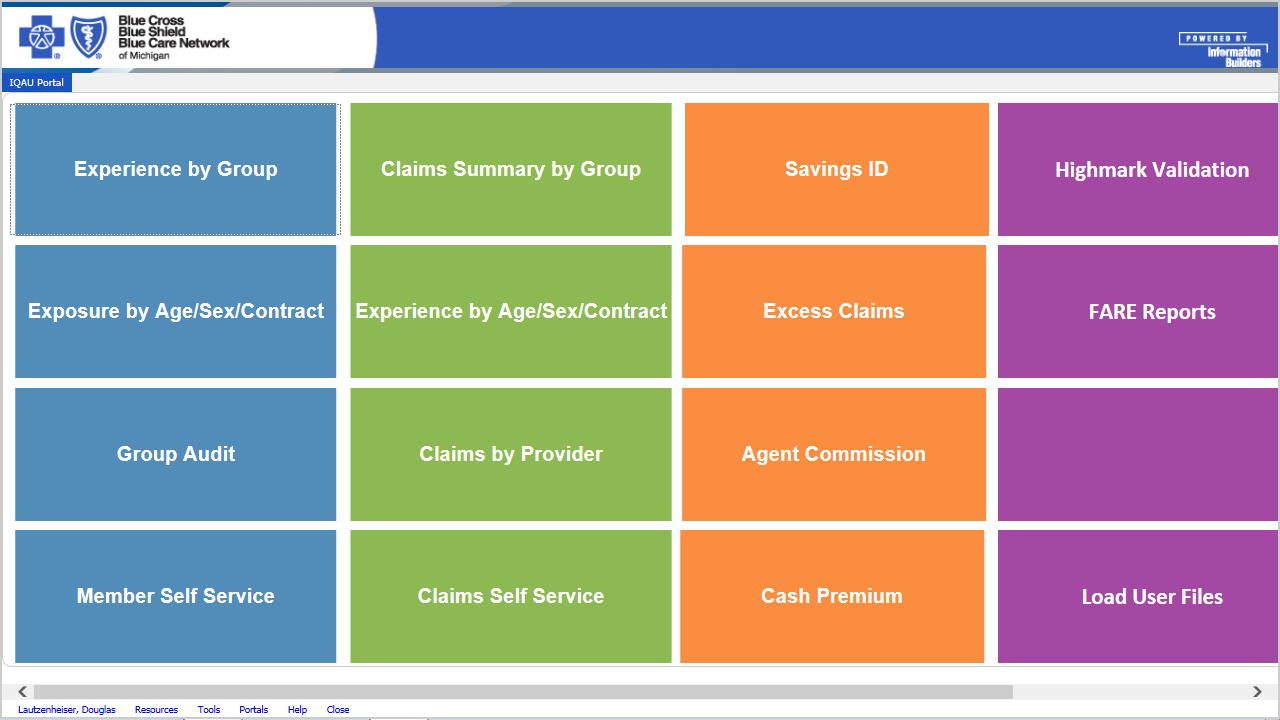 Blue Cross
Blue Shield
Blue Care Network
of Michigan
POWERED BY
Information
Builders
IQAU Portal
Experience by Group
Claims Summary by Group
Savings ID
Highmark Validation
Exposure by Age/Sex/Contract
Experience by Age/Sex/Contract
Excess Claims
FARE Reports
Group Audit
Claims by Provider
Agent Commission
Member Self Service
Claims Self Service
Cash Premium
Load User Files
Lautzenheiser, Douglas Resources Tools Portals Help Close